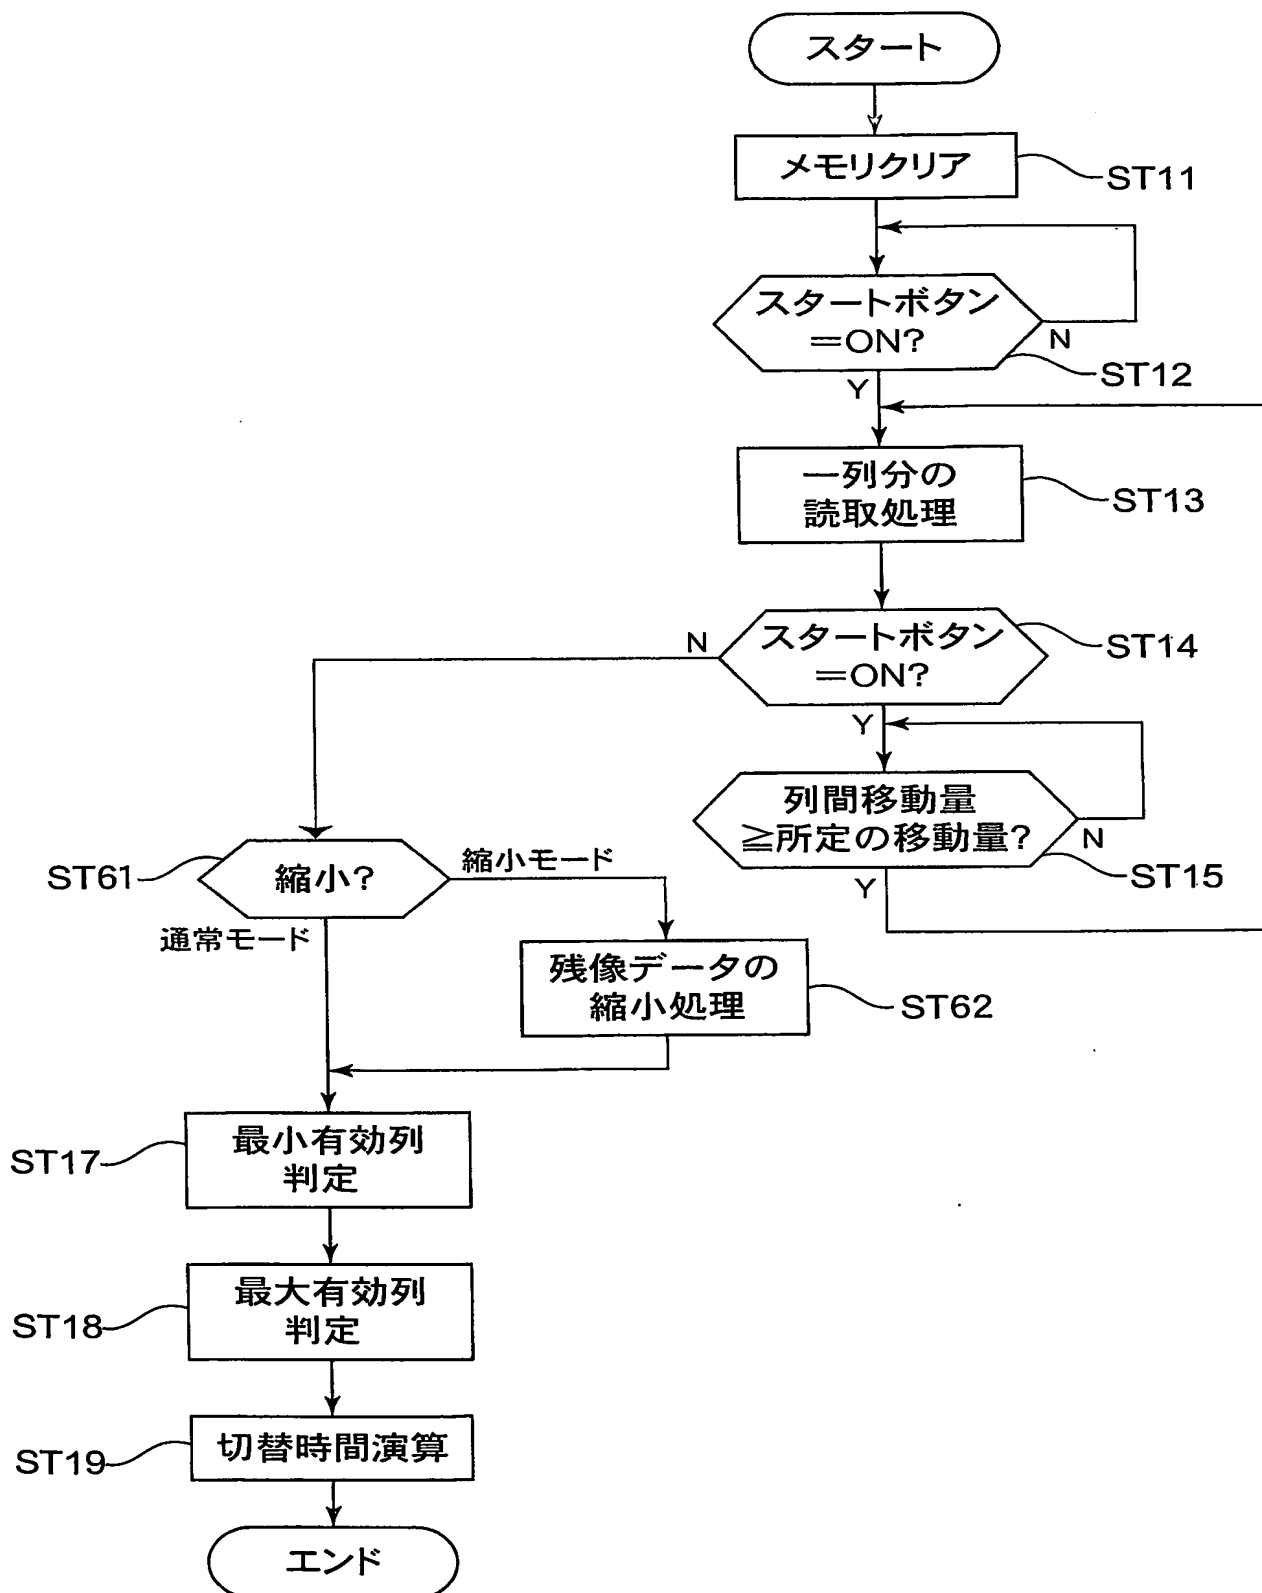 スタート
メモリクリア
ST11
スタートボタン
=ON?
N
ST12
Y
一列分の
読取処理
ST13
スタートボタン
=ON?
ST14
N
Y
列間移動量
≧所定の移動量?
N
ST15
Y
ST61
縮小?
縮小モード
通常モード
残像データの
縮小処理
ST62
最小有効列
判定
ST17
最大有効列
判定
ST18
切替時間演算
ST19
エンド